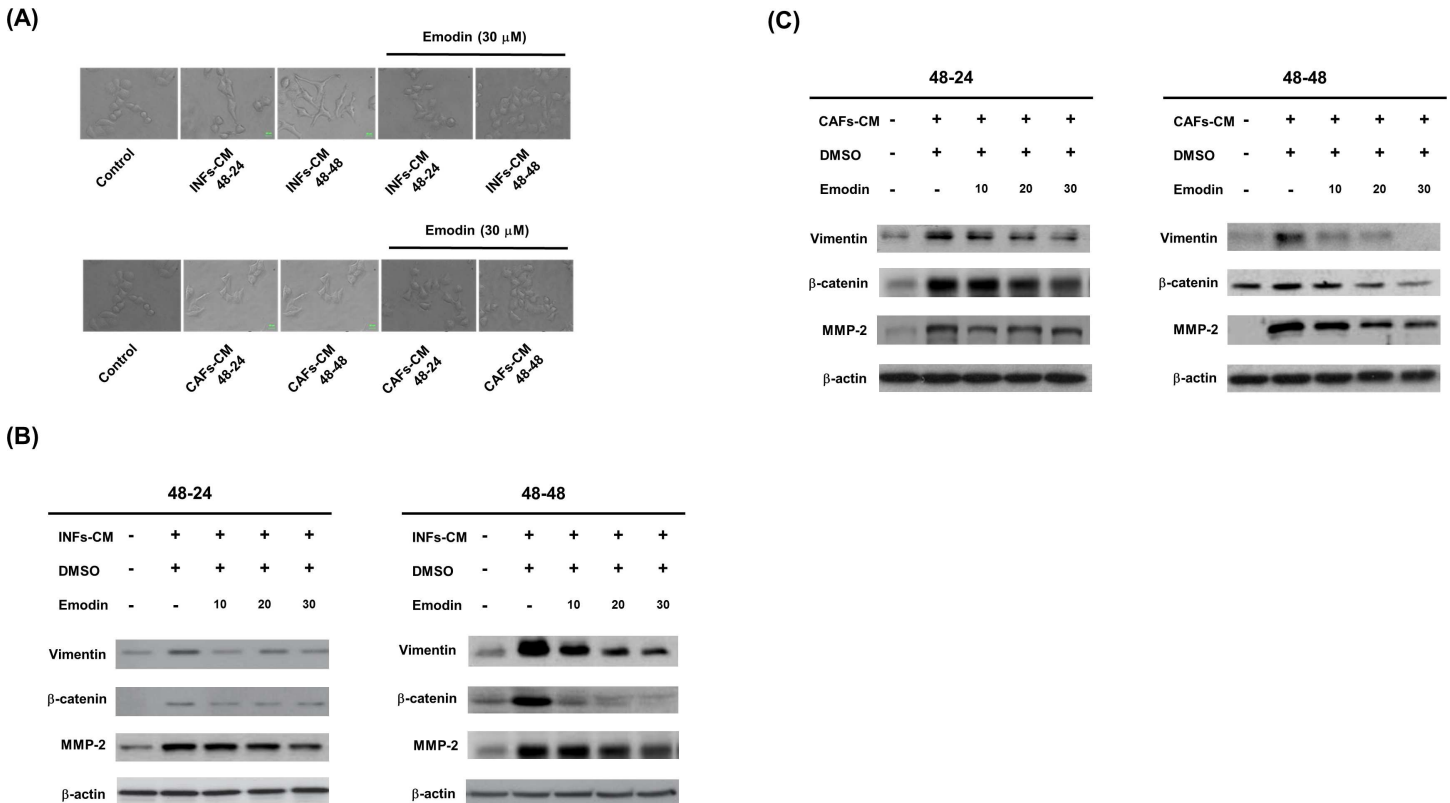 (A)
Emodin (30 μM)
Control
INFs-CM
48-24
INFs-CM
48-48
INFs-CM
48-24
INFs-CM
48-48
Emodin (30 μM)
Control
CAFs-CM
48-24
CAFs-CM
48-48
CAFs-CM
48-24
CAFs-CM
48-48
(B)
48-24
INFs-CM - + + + +
DMSO - + + + +
Emodin - - 10 20 30
Vimentin
β-catenin
MMP-2
β-actin
48-48
INFs-CM - + + + +
DMSO - + + + +
Emodin - - 10 20 30
Vimentin
β-catenin
MMP-2
β-actin
(C)
48-24
CAFs-CM - + + + +
DMSO - + + + +
Emodin - - 10 20 30
Vimentin
β-catenin
MMP-2
β-actin
48-48
CAFs-CM - + + + +
DMSO - + + + +
Emodin - - 10 20 30
Vimentin
β-catenin
MMP-2
β-actin